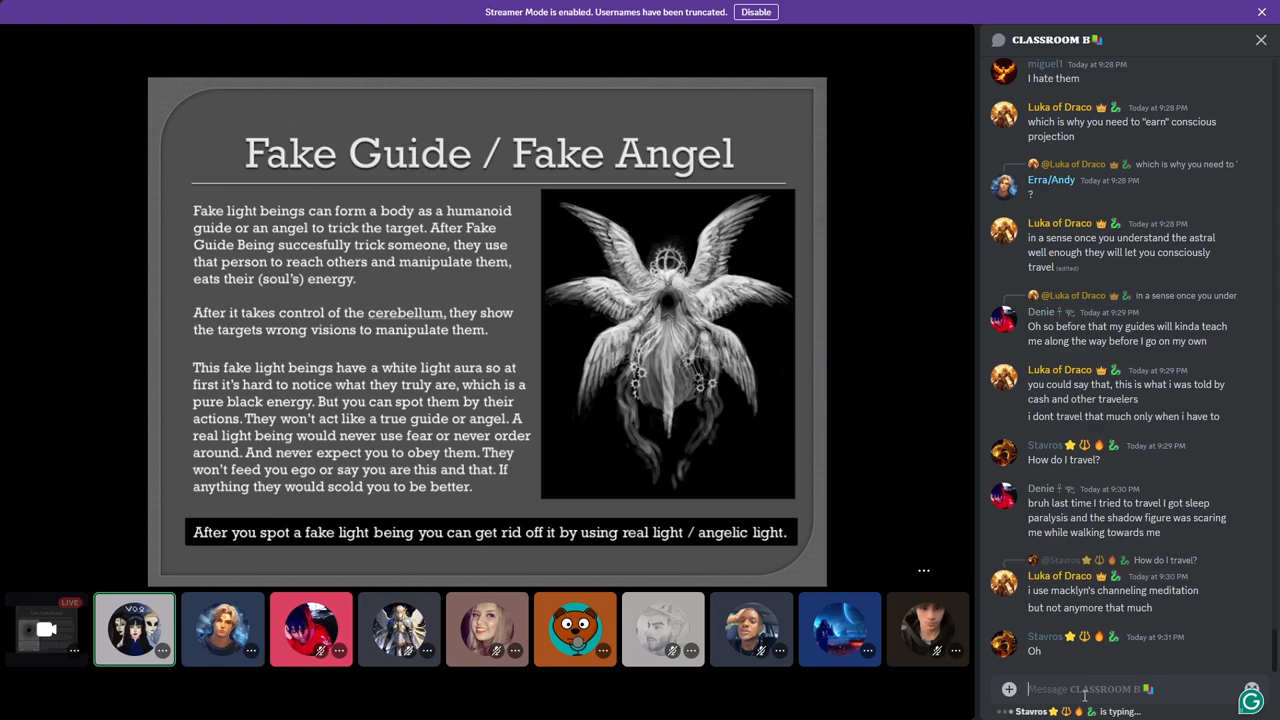 Streamer Mode is enabled. Usernames have been truncated. Disable
Fake Guide / Fake Angel
Fake light beings can form a body as a humanoid
guide or an angel to trick the target. After Fake
Guide Being succesfully trick someone, they use
that person to reach others and manipulate them,
eats their (soul's) energy.
After it takes control of the cerebellum, they show
the targets wrong visions to manipulate them.
This fake light beings have a white light aura so at
first it's hard to notice what they truly are, which is a
pure black energy. But you can spot them by their
actions. They won't act like a true guide or angel. A
real light being would never use fear or never order
around. And never expect you to obey them. They
won't feed you ego or say you are this and that. If
anything they would scold you to be better.
After you spot a fake light being you can get rid off it by using real light / angelic light.
LIVE
CLASSROOM B
miguel1 Today at 9:28 PM
I hate them
Luka of Draco Today at 9:28 PM
which is why you need to "earn" conscious
projection
@Luka of Draco which is why you need to '
Erra/Andy Today at 9:28 PM
?
Luka of Draco Today at 9:28 PM
in a sense once you understand the astral
well enough they will let you consciously
travel (edited)
@Luka of Draco in a sense once you under
Denie Today at 9:29 PM
Oh so before that my guides will kinda teach
me along the way before I go on my own
Luka of Draco Today at 9:29 PM
you could say that, this is what i was told by
cash and other travelers
i dont travel that much only when i have to
Stavros Today at 9:29 PM
How do I travel?
Denie Today at 9:30 PM
bruh last time I tried to travel I got sleep
paralysis and the shadow figure was scaring
me while walking towards me
@Stavros How do I travel?
Luka of Draco Today at 9:30 PM
i use macklyn's channeling meditation
but not anymore that much
Stavros Today at 9:31 PM
Oh
Message CLASSROOM B
Stavros is typing...